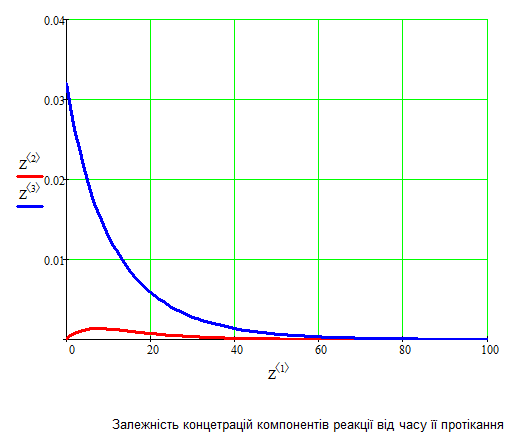 0.04
0.03
Z⟨2⟩
0.02
Z⟨3⟩
0.01
0 20 40 60 80 100
Z⟨1⟩
Залежність концетрацій компонентів реакції від часу її протікання